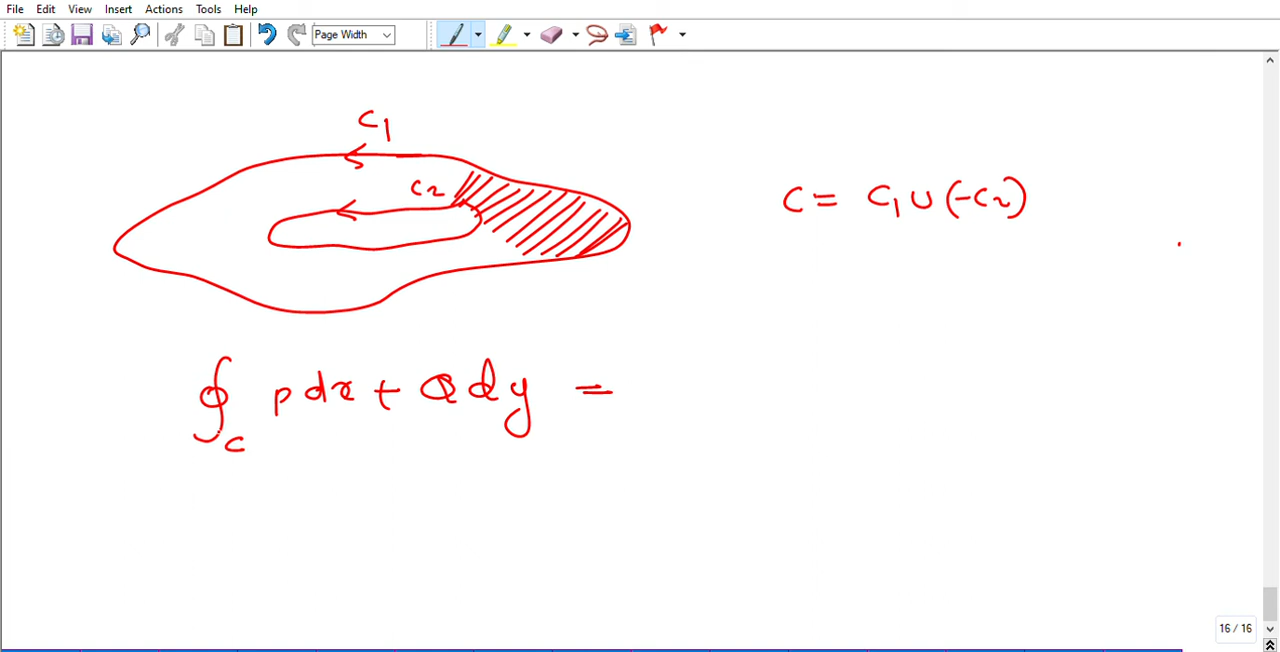 File Edit View Insert Actions Tools Help
Page Width
C1
C2
C = C1 ∪ (-C2)
∮C pdx + Qdy =
16 / 16